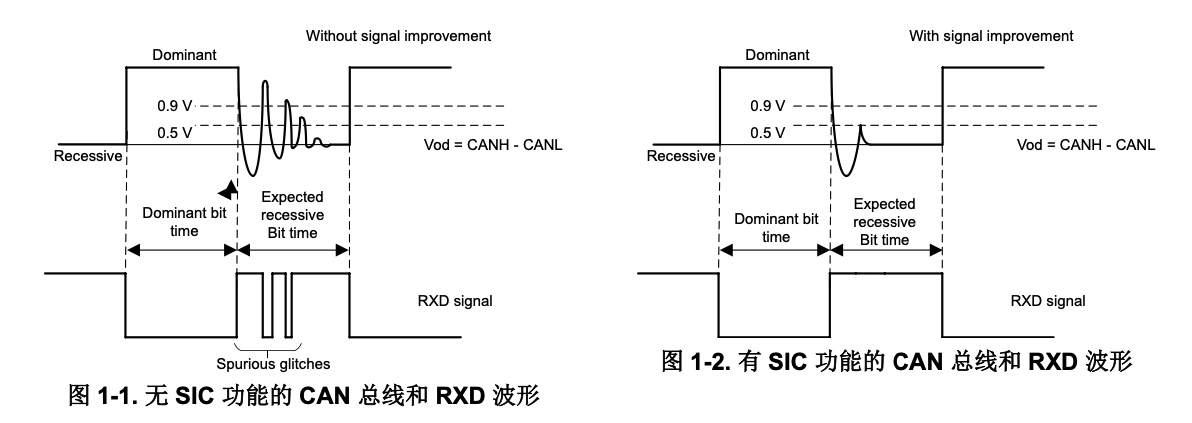 Without signal improvement
Dominant
0.9 V
0.5 V
Recessive
Vod = CANH - CANL
Dominant bit
time
Expected
recessive
Bit time
RXD signal
Spurious glitches
图 1-1. 无 SIC 功能的 CAN 总线和 RXD 波形
With signal improvement
Dominant
0.9 V
0.5 V
Recessive
Vod = CANH - CANL
Dominant bit
time
Expected
recessive
Bit time
RXD signal
图 1-2. 有 SIC 功能的 CAN 总线和 RXD 波形